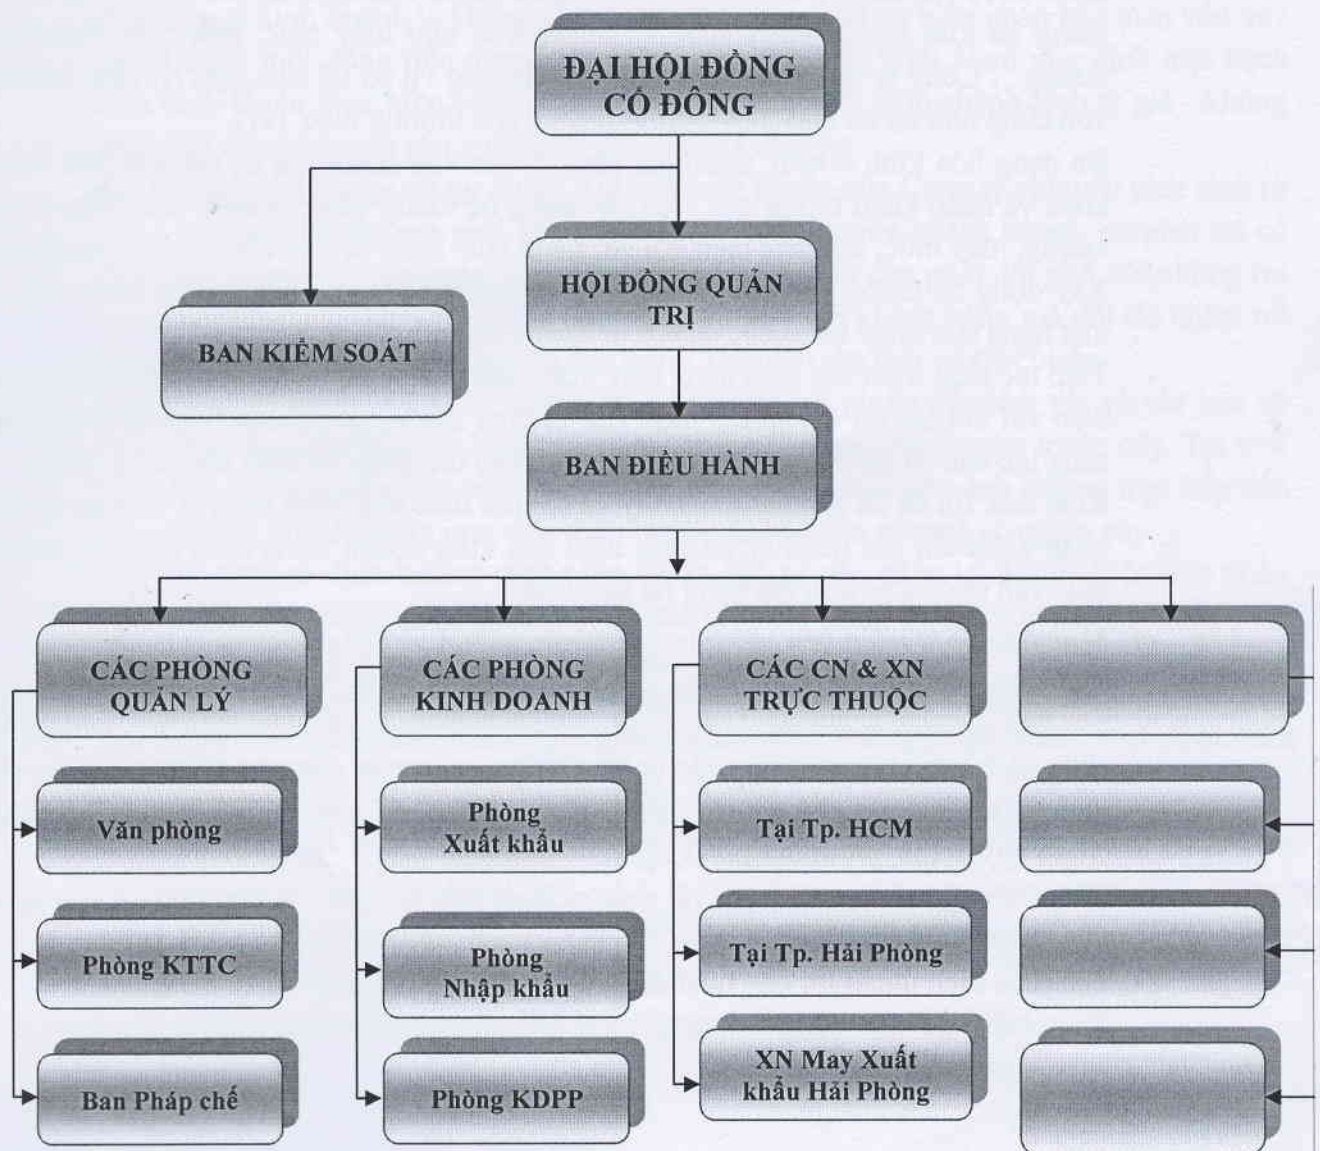 ĐẠI HỘI ĐỒNG
CỔ ĐÔNG
HỘI ĐỒNG QUẢN
TRỊ
BAN KIỂM SOÁT
BAN ĐIỀU HÀNH
CÁC PHÒNG
QUẢN LÝ
Văn phòng
Phòng KTTC
Ban Pháp chế
CÁC PHÒNG
KINH DOANH
Phòng
Xuất khẩu
Phòng
Nhập khẩu
Phòng KDPP
CÁC CN & XN
TRỰC THUỘC
Tại Tp. HCM
Tại Tp. Hải Phòng
XN May Xuất
khẩu Hải Phòng